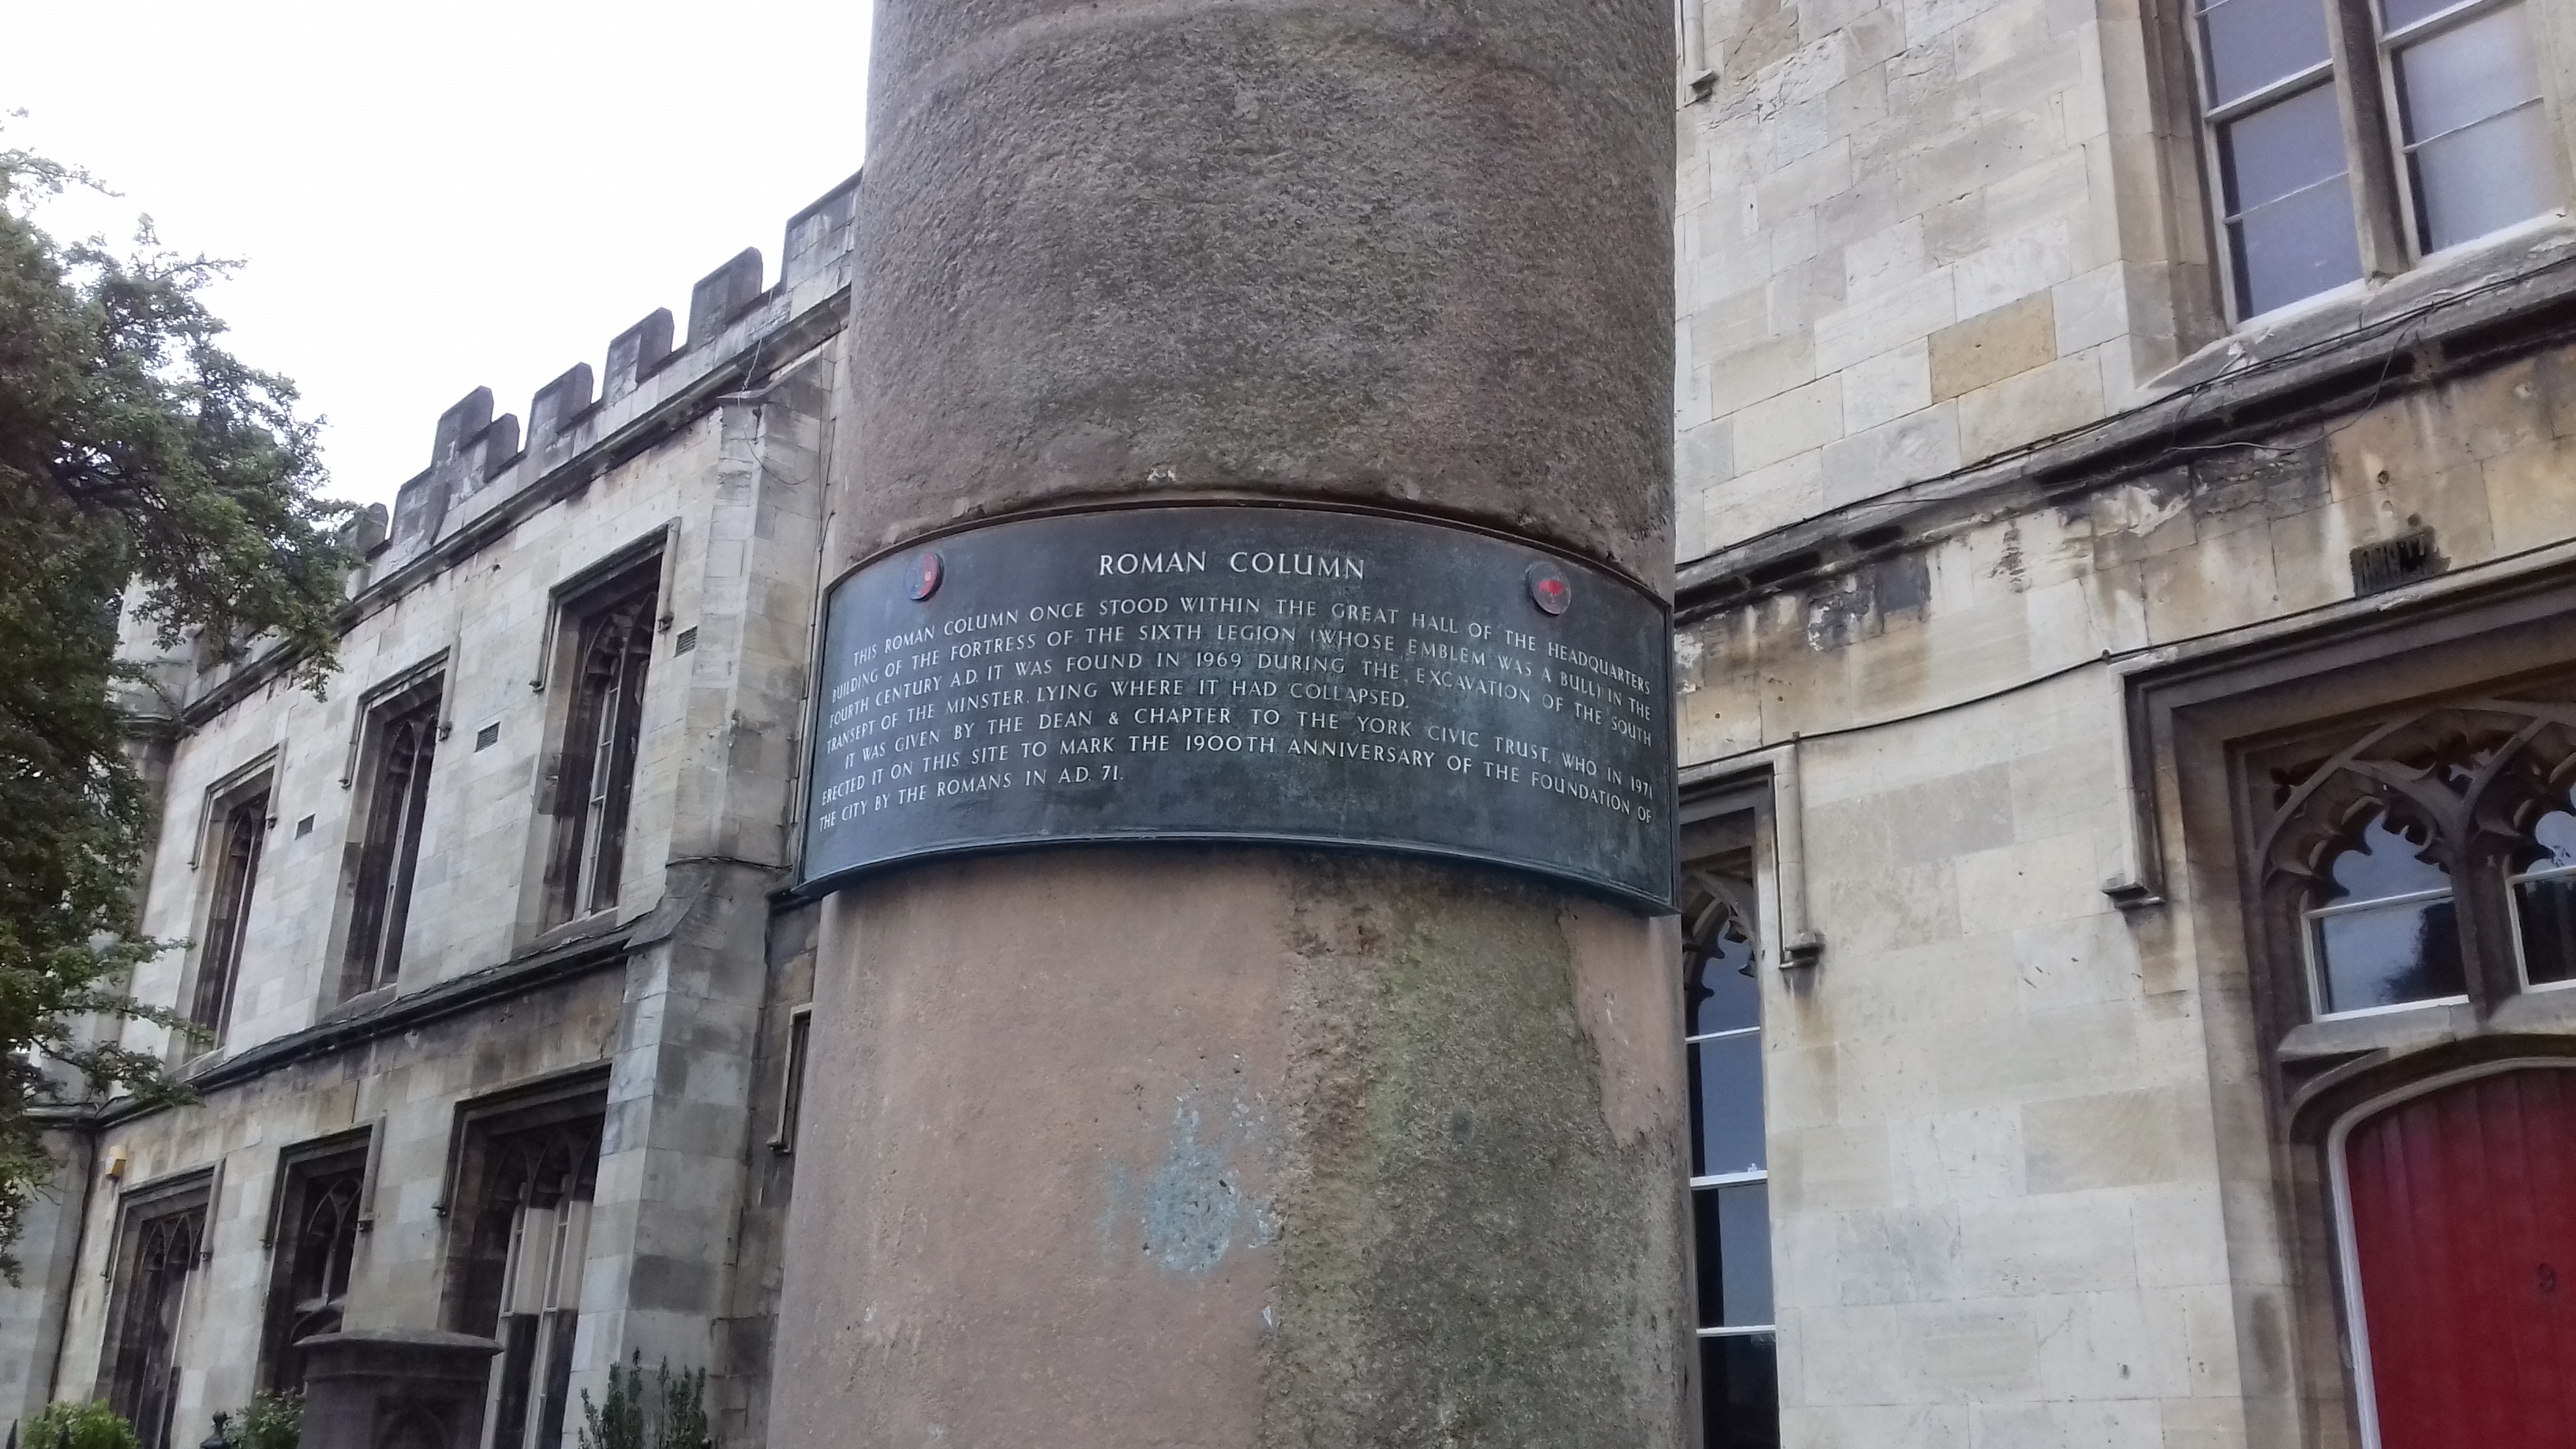 ROMAN COLUMN
THIS ROMAN COLUMN ONCE STOOD WITHIN THE GREAT HALL OF THE HEADQUARTERS
BUILDING OF THE FORTRESS OF THE SIXTH LEGION (WHOSE EMBLEM WAS A BULL) IN THE
FOURTH CENTURY A.D. IT WAS FOUND IN 1969 DURING THE EXCAVATION OF THE SOUTH
TRANSEPT OF THE MINSTER, LYING WHERE IT HAD COLLAPSED.
IT WAS GIVEN BY THE DEAN & CHAPTER TO THE YORK CIVIC TRUST, WHO IN 1971
ERECTED IT ON THIS SITE TO MARK THE 1900TH ANNIVERSARY OF THE FOUNDATION OF
THE CITY BY THE ROMANS IN A.D. 71.
9